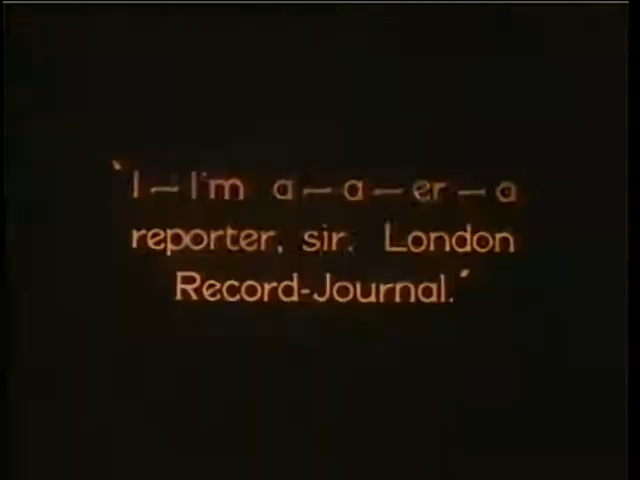 "I—I'm a—a—er—a
reporter, sir. London
Record-Journal."